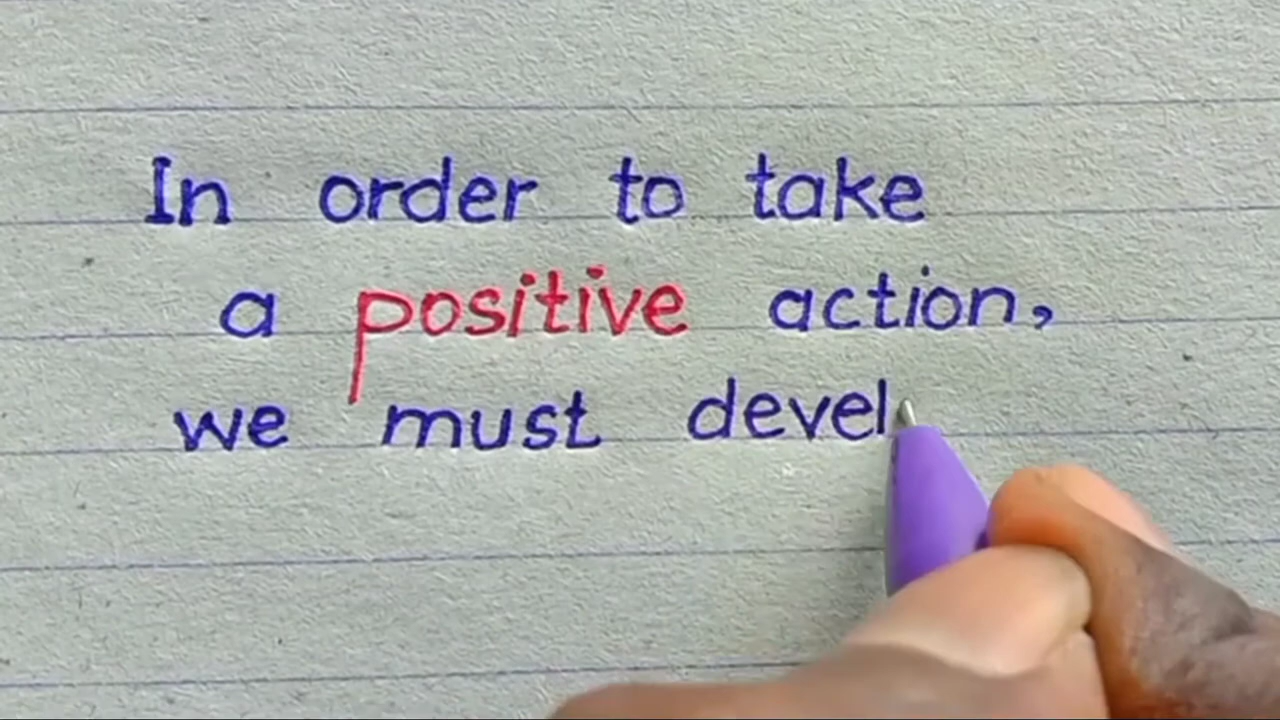 In order to take
a positive action,
we must devel